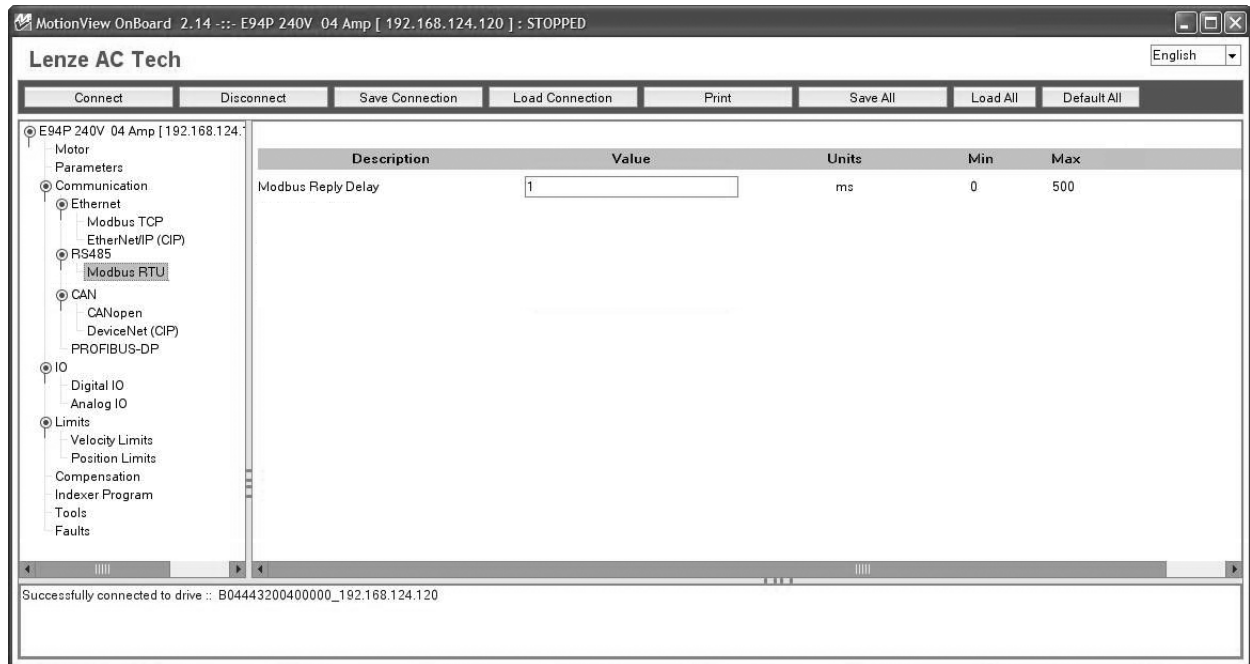 MotionView OnBoard 2.14 -::- E94P 240V 04 Amp [ 192.168.124.120 ] : STOPPED
Lenze AC Tech
English
Connect Disconnect Save Connection Load Connection Print Save All Load All Default All
E94P 240V 04 Amp [192.168.124.
Motor
Parameters
Communication
Ethernet
Modbus TCP
EtherNet/IP (CIP)
RS485
Modbus RTU
CAN
CANopen
DeviceNet (CIP)
PROFIBUS-DP
IO
Digital IO
Analog IO
Limits
Velocity Limits
Position Limits
Compensation
Indexer Program
Tools
Faults
Description Value Units Min Max
Modbus Reply Delay 1 ms 0 500
Successfully connected to drive :: B04443200400000_192.168.124.120